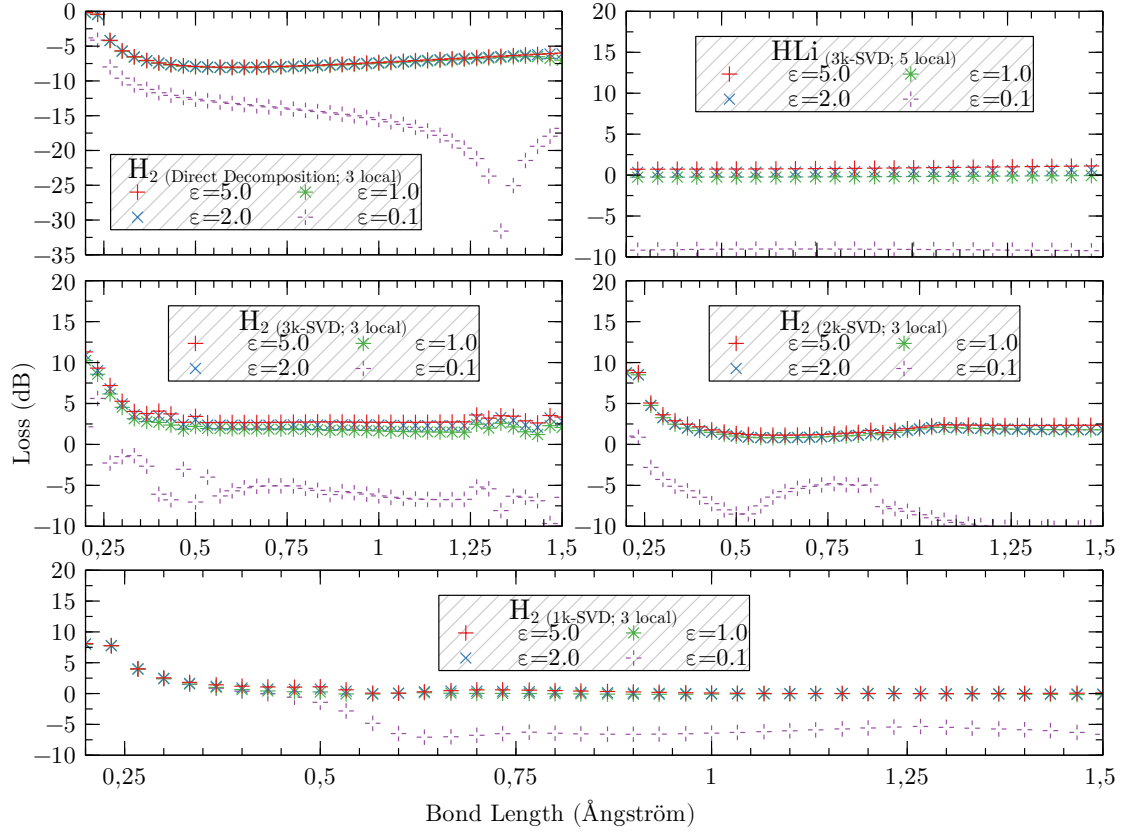 0
−5
−10
−15
−20
−25
−30
−35
H2 (Direct Decomposition; 3 local)
ε=5.0 ε=1.0
ε=2.0 ε=0.1
20
15
10
5
0
−5
−10
HLi (3k-SVD; 5 local)
ε=5.0 ε=1.0
ε=2.0 ε=0.1
20
15
10
5
0
−5
−10
H2 (3k-SVD; 3 local)
ε=5.0 ε=1.0
ε=2.0 ε=0.1
0,25 0,5 0,75 1 1,25 1,5
20
15
10
5
0
−5
−10
H2 (2k-SVD; 3 local)
ε=5.0 ε=1.0
ε=2.0 ε=0.1
0,25 0,5 0,75 1 1,25 1,5
Loss (dB)
20
15
10
5
0
−5
−10
H2 (1k-SVD; 3 local)
ε=5.0 ε=1.0
ε=2.0 ε=0.1
0,25 0,5 0,75 1 1,25 1,5
Bond Length (Ångström)